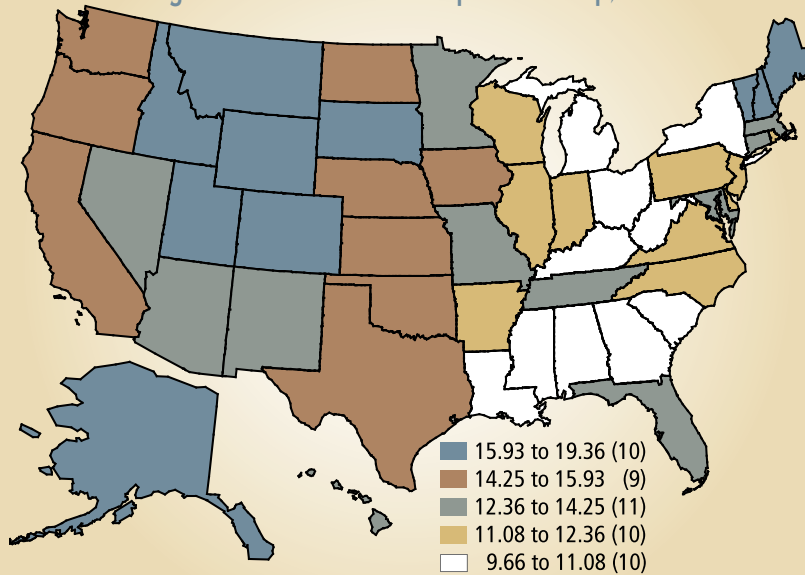 15.93 to 19.36 (10)
14.25 to 15.93 (9)
12.36 to 14.25 (11)
11.08 to 12.36 (10)
9.66 to 11.08 (10)